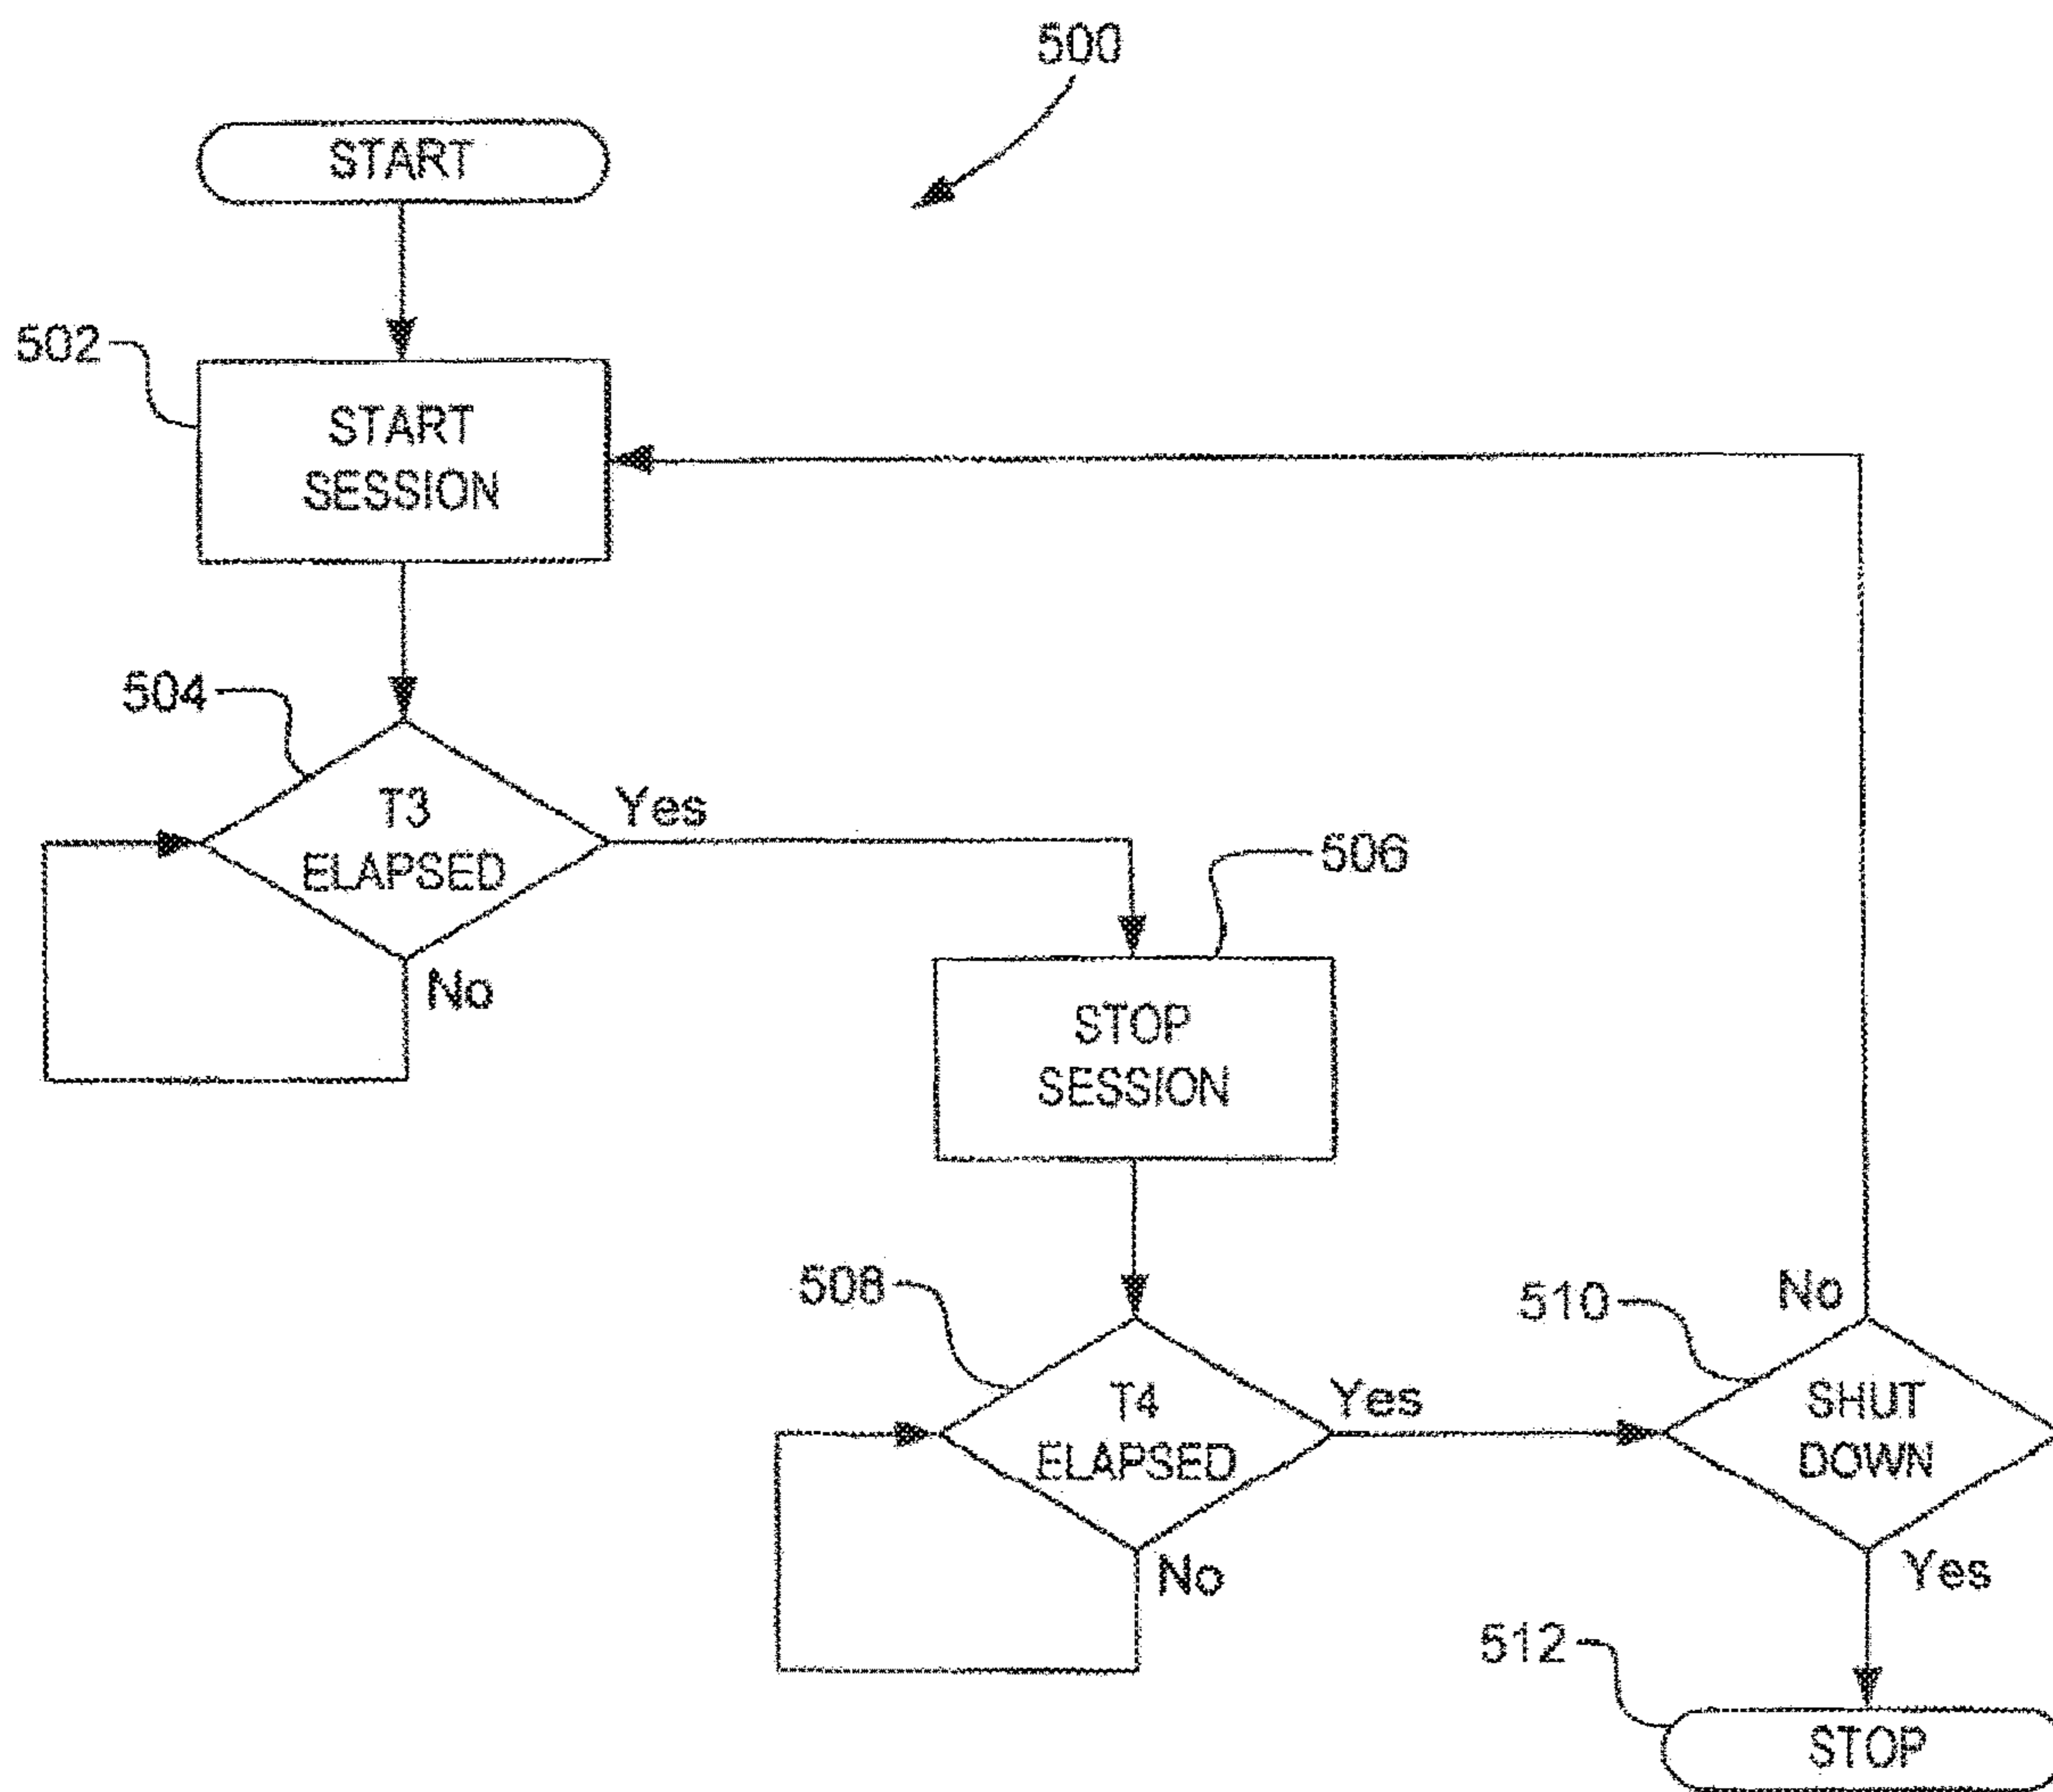 500
START
502
START
SESSION
504
T3
ELAPSED
Yes
No
506
STOP
SESSION
508
T4
ELAPSED
Yes
No
510
No
SHUT
DOWN
Yes
512
STOP